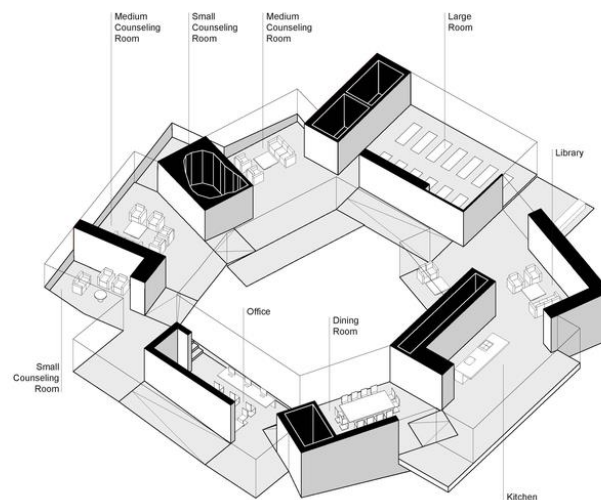 Medium
Counseling
Room
Small
Counseling
Room
Medium
Counseling
Room
Large
Room
Library
Office
Dining
Room
Small
Counseling
Room
Kitchen